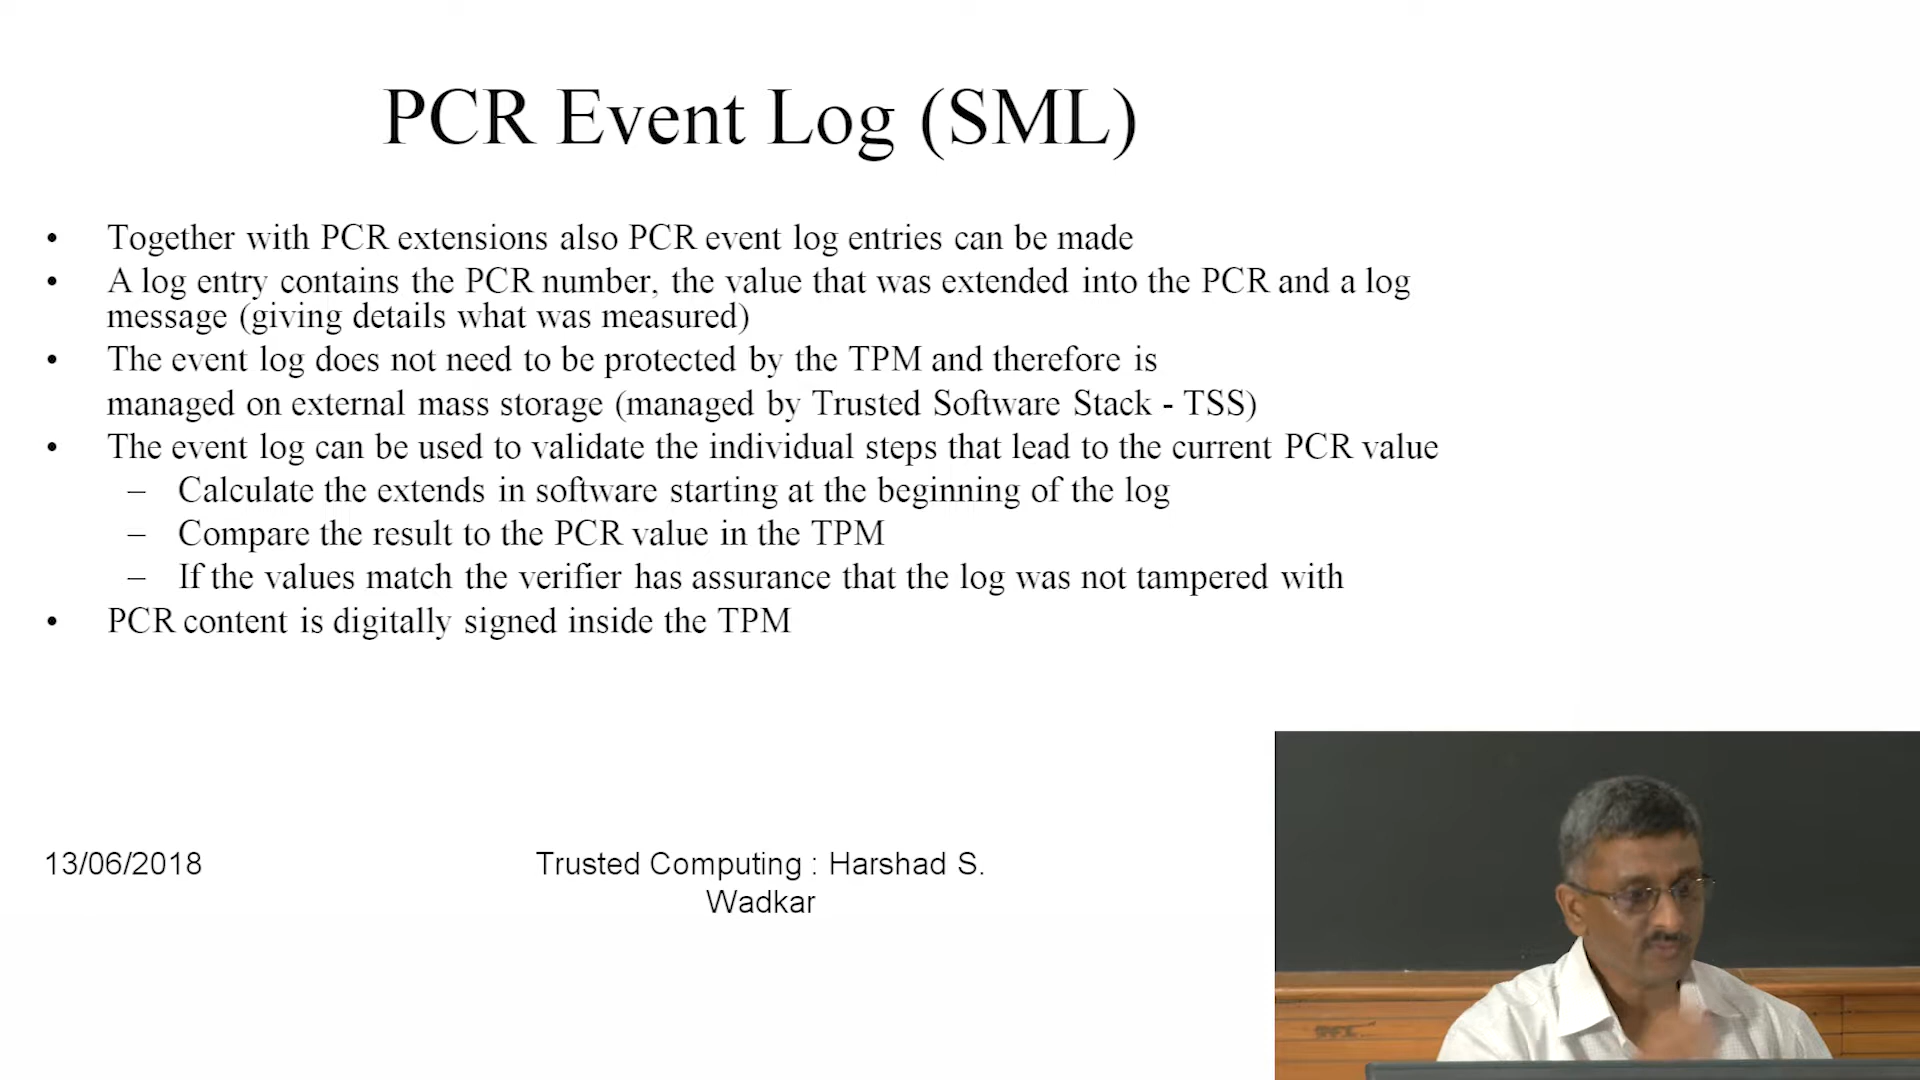 PCR Event Log (SML)
• Together with PCR extensions also PCR event log entries can be made
• A log entry contains the PCR number, the value that was extended into the PCR and a log
message (giving details what was measured)
• The event log does not need to be protected by the TPM and therefore is
managed on external mass storage (managed by Trusted Software Stack - TSS)
• The event log can be used to validate the individual steps that lead to the current PCR value
– Calculate the extends in software starting at the beginning of the log
– Compare the result to the PCR value in the TPM
– If the values match the verifier has assurance that the log was not tampered with
• PCR content is digitally signed inside the TPM
13/06/2018
Trusted Computing : Harshad S.
Wadkar